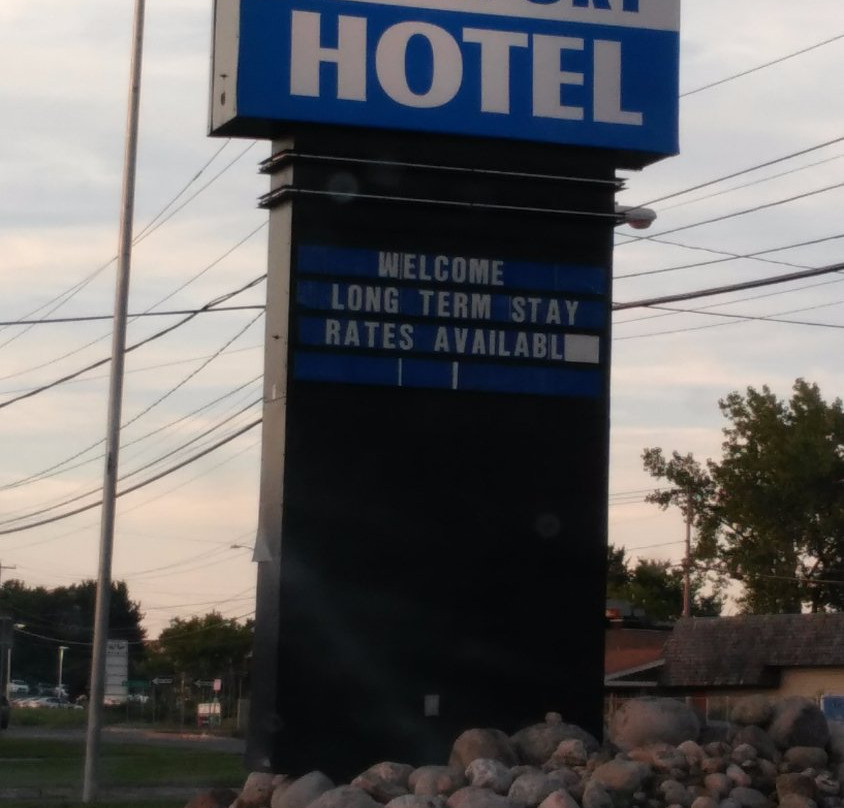 HOTEL
WELCOME
LONG TERM STAY
RATES AVAILABL